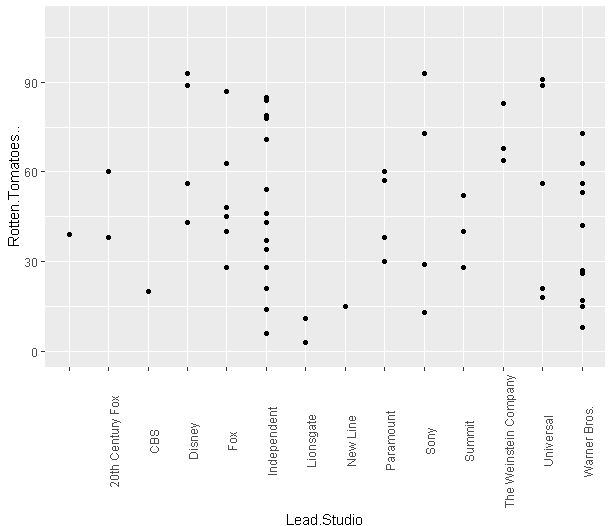 90
60
30
0
Rotten.Tomatoes..
20th Century Fox
CBS
Disney
Fox
Independent
Lionsgate
New Line
Paramount
Sony
Summit
The Weinstein Company
Universal
Warner Bros.
Lead.Studio